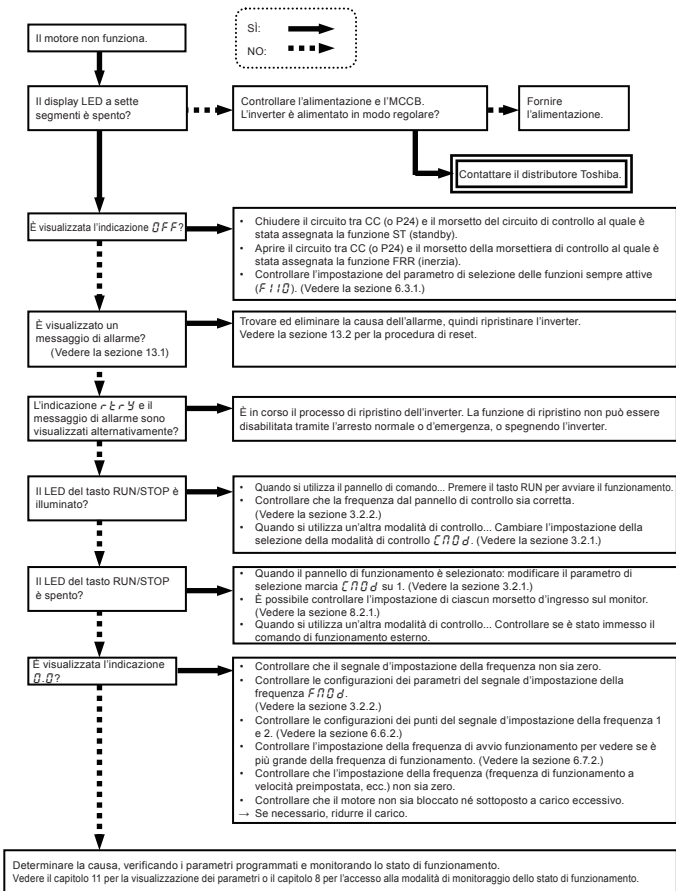 Il motore non funziona.
SÌ:
NO:
Il display LED a sette
segmenti è spento?
Controllare l'alimentazione e l'MCCB.
L'inverter è alimentato in modo regolare?
Fornire
l'alimentazione.
Contattare il distributore Toshiba.
È visualizzata l'indicazione OFF?
• Chiudere il circuito tra CC (o P24) e il morsetto del circuito di controllo al quale è
stata assegnata la funzione ST (standby).
• Aprire il circuito tra CC (o P24) e il morsetto della morsettiera di controllo al quale è
stata assegnata la funzione FRR (inerzia).
• Controllare l'impostazione del parametro di selezione delle funzioni sempre attive
(F110). (Vedere la sezione 6.3.1.)
È visualizzato un
messaggio di allarme?
(Vedere la sezione 13.1)
Trovare ed eliminare la causa dell'allarme, quindi ripristinare l'inverter.
Vedere la sezione 13.2 per la procedura di reset.
L'indicazione rtry e il
messaggio di allarme sono
visualizzati alternativamente?
È in corso il processo di ripristino dell'inverter. La funzione di ripristino non può essere
disabilitata tramite l'arresto normale o d'emergenza, o spegnendo l'inverter.
Il LED del tasto RUN/STOP è
illuminato?
• Quando si utilizza il pannello di comando... Premere il tasto RUN per avviare il funzionamento.
• Controllare che la frequenza dal pannello di controllo sia corretta.
(Vedere la sezione 3.2.2.)
• Quando si utilizza un'altra modalità di controllo... Cambiare l'impostazione della
selezione della modalità di controllo CMOd. (Vedere la sezione 3.2.1.)
Il LED del tasto RUN/STOP
è spento?
• Quando il pannello di funzionamento è selezionato: modificare il parametro di
selezione marcia CMOd su 1. (Vedere la sezione 3.2.1.)
• È possibile controllare l'impostazione di ciascun morsetto d'ingresso sul monitor.
(Vedere la sezione 8.2.1.)
• Quando si utilizza un'altra modalità di controllo... Controllare se è stato immesso il
comando di funzionamento esterno.
È visualizzata l'indicazione
0.0?
• Controllare che il segnale d'impostazione della frequenza non sia zero.
• Controllare le configurazioni dei parametri del segnale d'impostazione della
frequenza FMOd.
(Vedere la sezione 3.2.2.)
• Controllare le configurazioni dei punti del segnale d'impostazione della frequenza 1
e 2. (Vedere la sezione 6.6.2.)
• Controllare l'impostazione della frequenza di avvio funzionamento per vedere se è
più grande della frequenza di funzionamento. (Vedere la sezione 6.7.2.)
• Controllare che l'impostazione della frequenza (frequenza di funzionamento a
velocità preimpostata, ecc.) non sia zero.
• Controllare che il motore non sia bloccato né sottoposto a carico eccessivo.
→ Se necessario, ridurre il carico.
Determinare la causa, verificando i parametri programmati e monitorando lo stato di funzionamento.
Vedere il capitolo 11 per la visualizzazione dei parametri o il capitolo 8 per l'accesso alla modalità di monitoraggio dello stato di funzionamento.